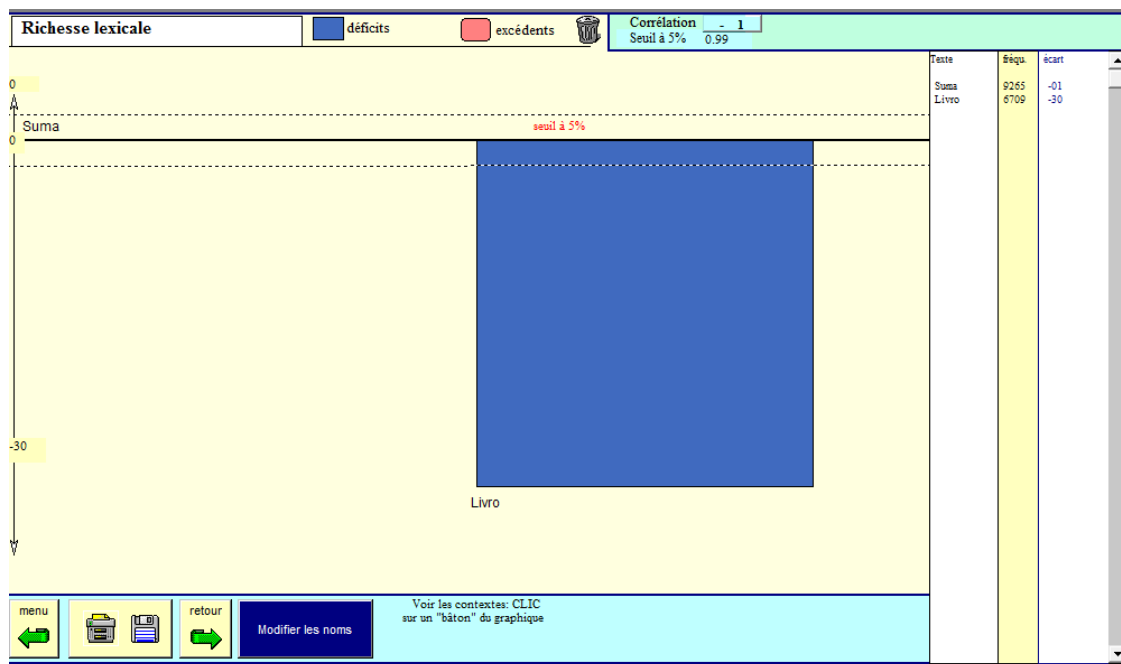 Richesse lexicale
déficits
excédents
Corrélation - 1
Seuil à 5% 0.99
Texte fréqu. écart
Suma 9265 -01
Livro 6709 -30
0
Suma
seuil à 5%
0
-30
Livro
menu
retour
Modifier les noms
Voir les contextes: CLIC
sur un "bâton" du graphique